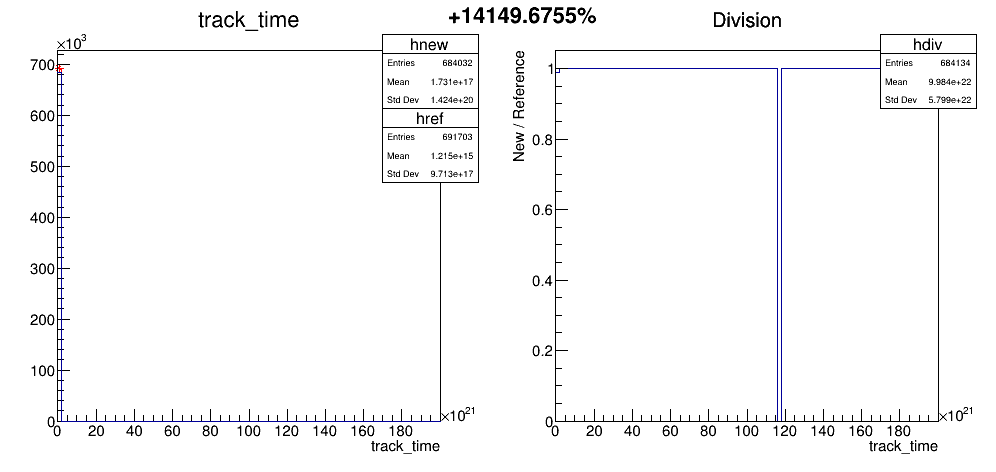 +14149.6755%
track_time
×10³
700
600
500
400
300
200
100
0
0 20 40 60 80 100 120 140 160 180
×10²¹
track_time
hnew
Entries 684032
Mean 1.731e+17
Std Dev 1.424e+20
href
Entries 691703
Mean 1.215e+15
Std Dev 9.713e+17
Division
New / Reference
1
0.8
0.6
0.4
0.2
0
0 20 40 60 80 100 120 140 160 180
×10²¹
track_time
hdiv
Entries 684134
Mean 9.984e+22
Std Dev 5.799e+22